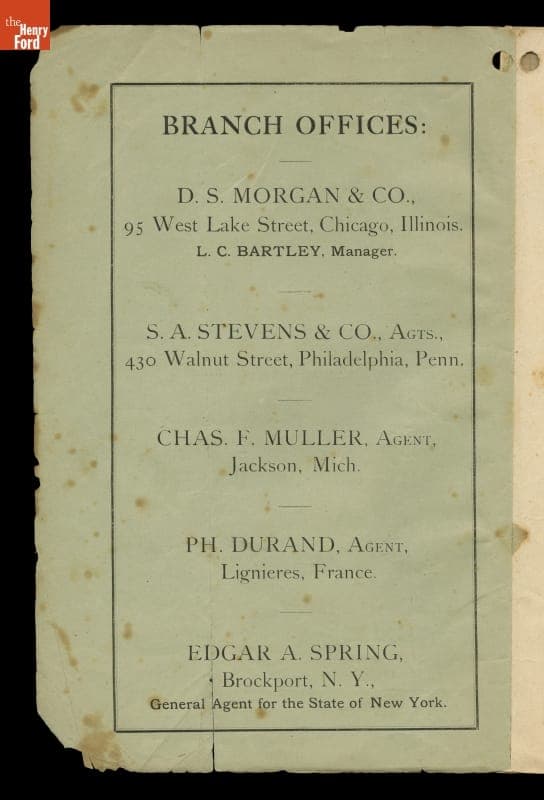 the
Henry
Ford
BRANCH OFFICES:
D. S. MORGAN & CO.,
95 West Lake Street, Chicago, Illinois.
L. C. BARTLEY, Manager.
S. A. STEVENS & CO., AGTS.,
430 Walnut Street, Philadelphia, Penn.
CHAS. F. MULLER, AGENT,
Jackson, Mich.
PH. DURAND, AGENT,
Lignieres, France.
EDGAR A. SPRING,
Brockport, N. Y.,
General Agent for the State of New York.